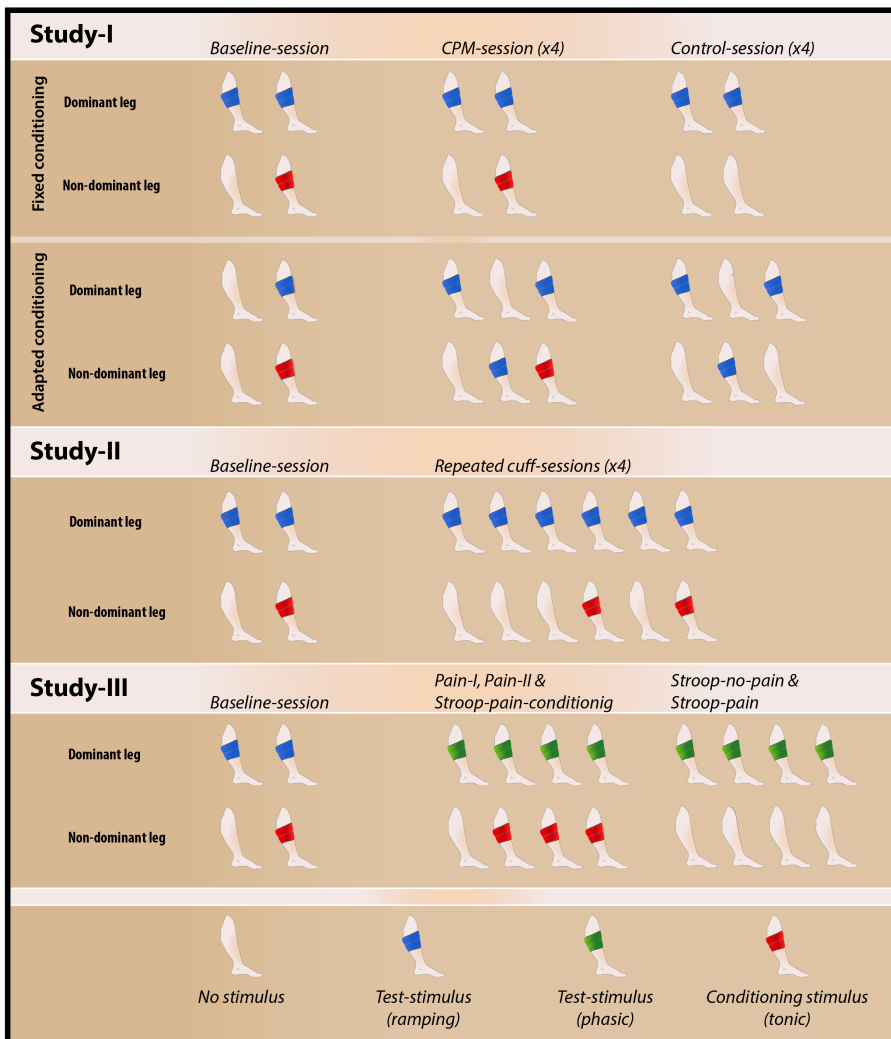 Study-I
Baseline-session CPM-session (x4) Control-session (x4)
Fixed conditioning
Dominant leg
Non-dominant leg
Adapted conditioning
Dominant leg
Non-dominant leg
Study-II
Baseline-session Repeated cuff-sessions (x4)
Dominant leg
Non-dominant leg
Study-III
Baseline-session
Pain-I, Pain-II &
Stroop-pain-conditionig
Stroop-no-pain &
Stroop-pain
Dominant leg
Non-dominant leg
No stimulus
Test-stimulus
(ramping)
Test-stimulus
(phasic)
Conditioning stimulus
(tonic)